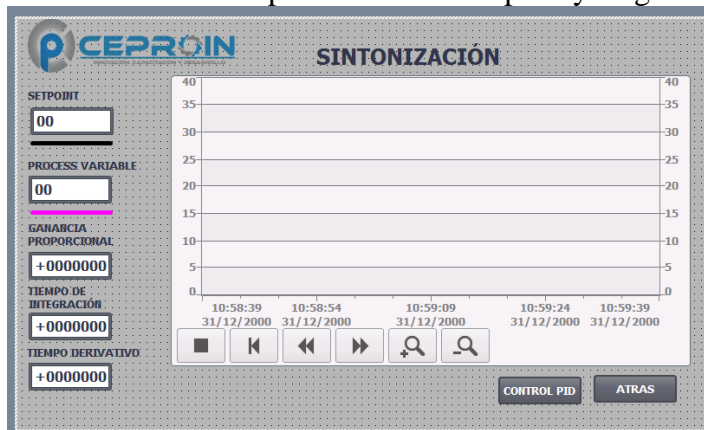 CEPROIN
INNOVACIÓN, CAPACITACIÓN Y DESARROLLO
SINTONIZACIÓN
SETPOINT
00
PROCESS VARIABLE
00
GANANCIA
PROPORCIONAL
+0000000
TIEMPO DE
INTEGRACIÓN
+0000000
TIEMPO DERIVATIVO
+0000000
40 40
35 35
30 30
25 25
20 20
15 15
10 10
5 5
0 0
10:58:39 10:58:54 10:59:09 10:59:24 10:59:39
31/12/2000 31/12/2000 31/12/2000 31/12/2000 31/12/2000
CONTROL PID ATRAS